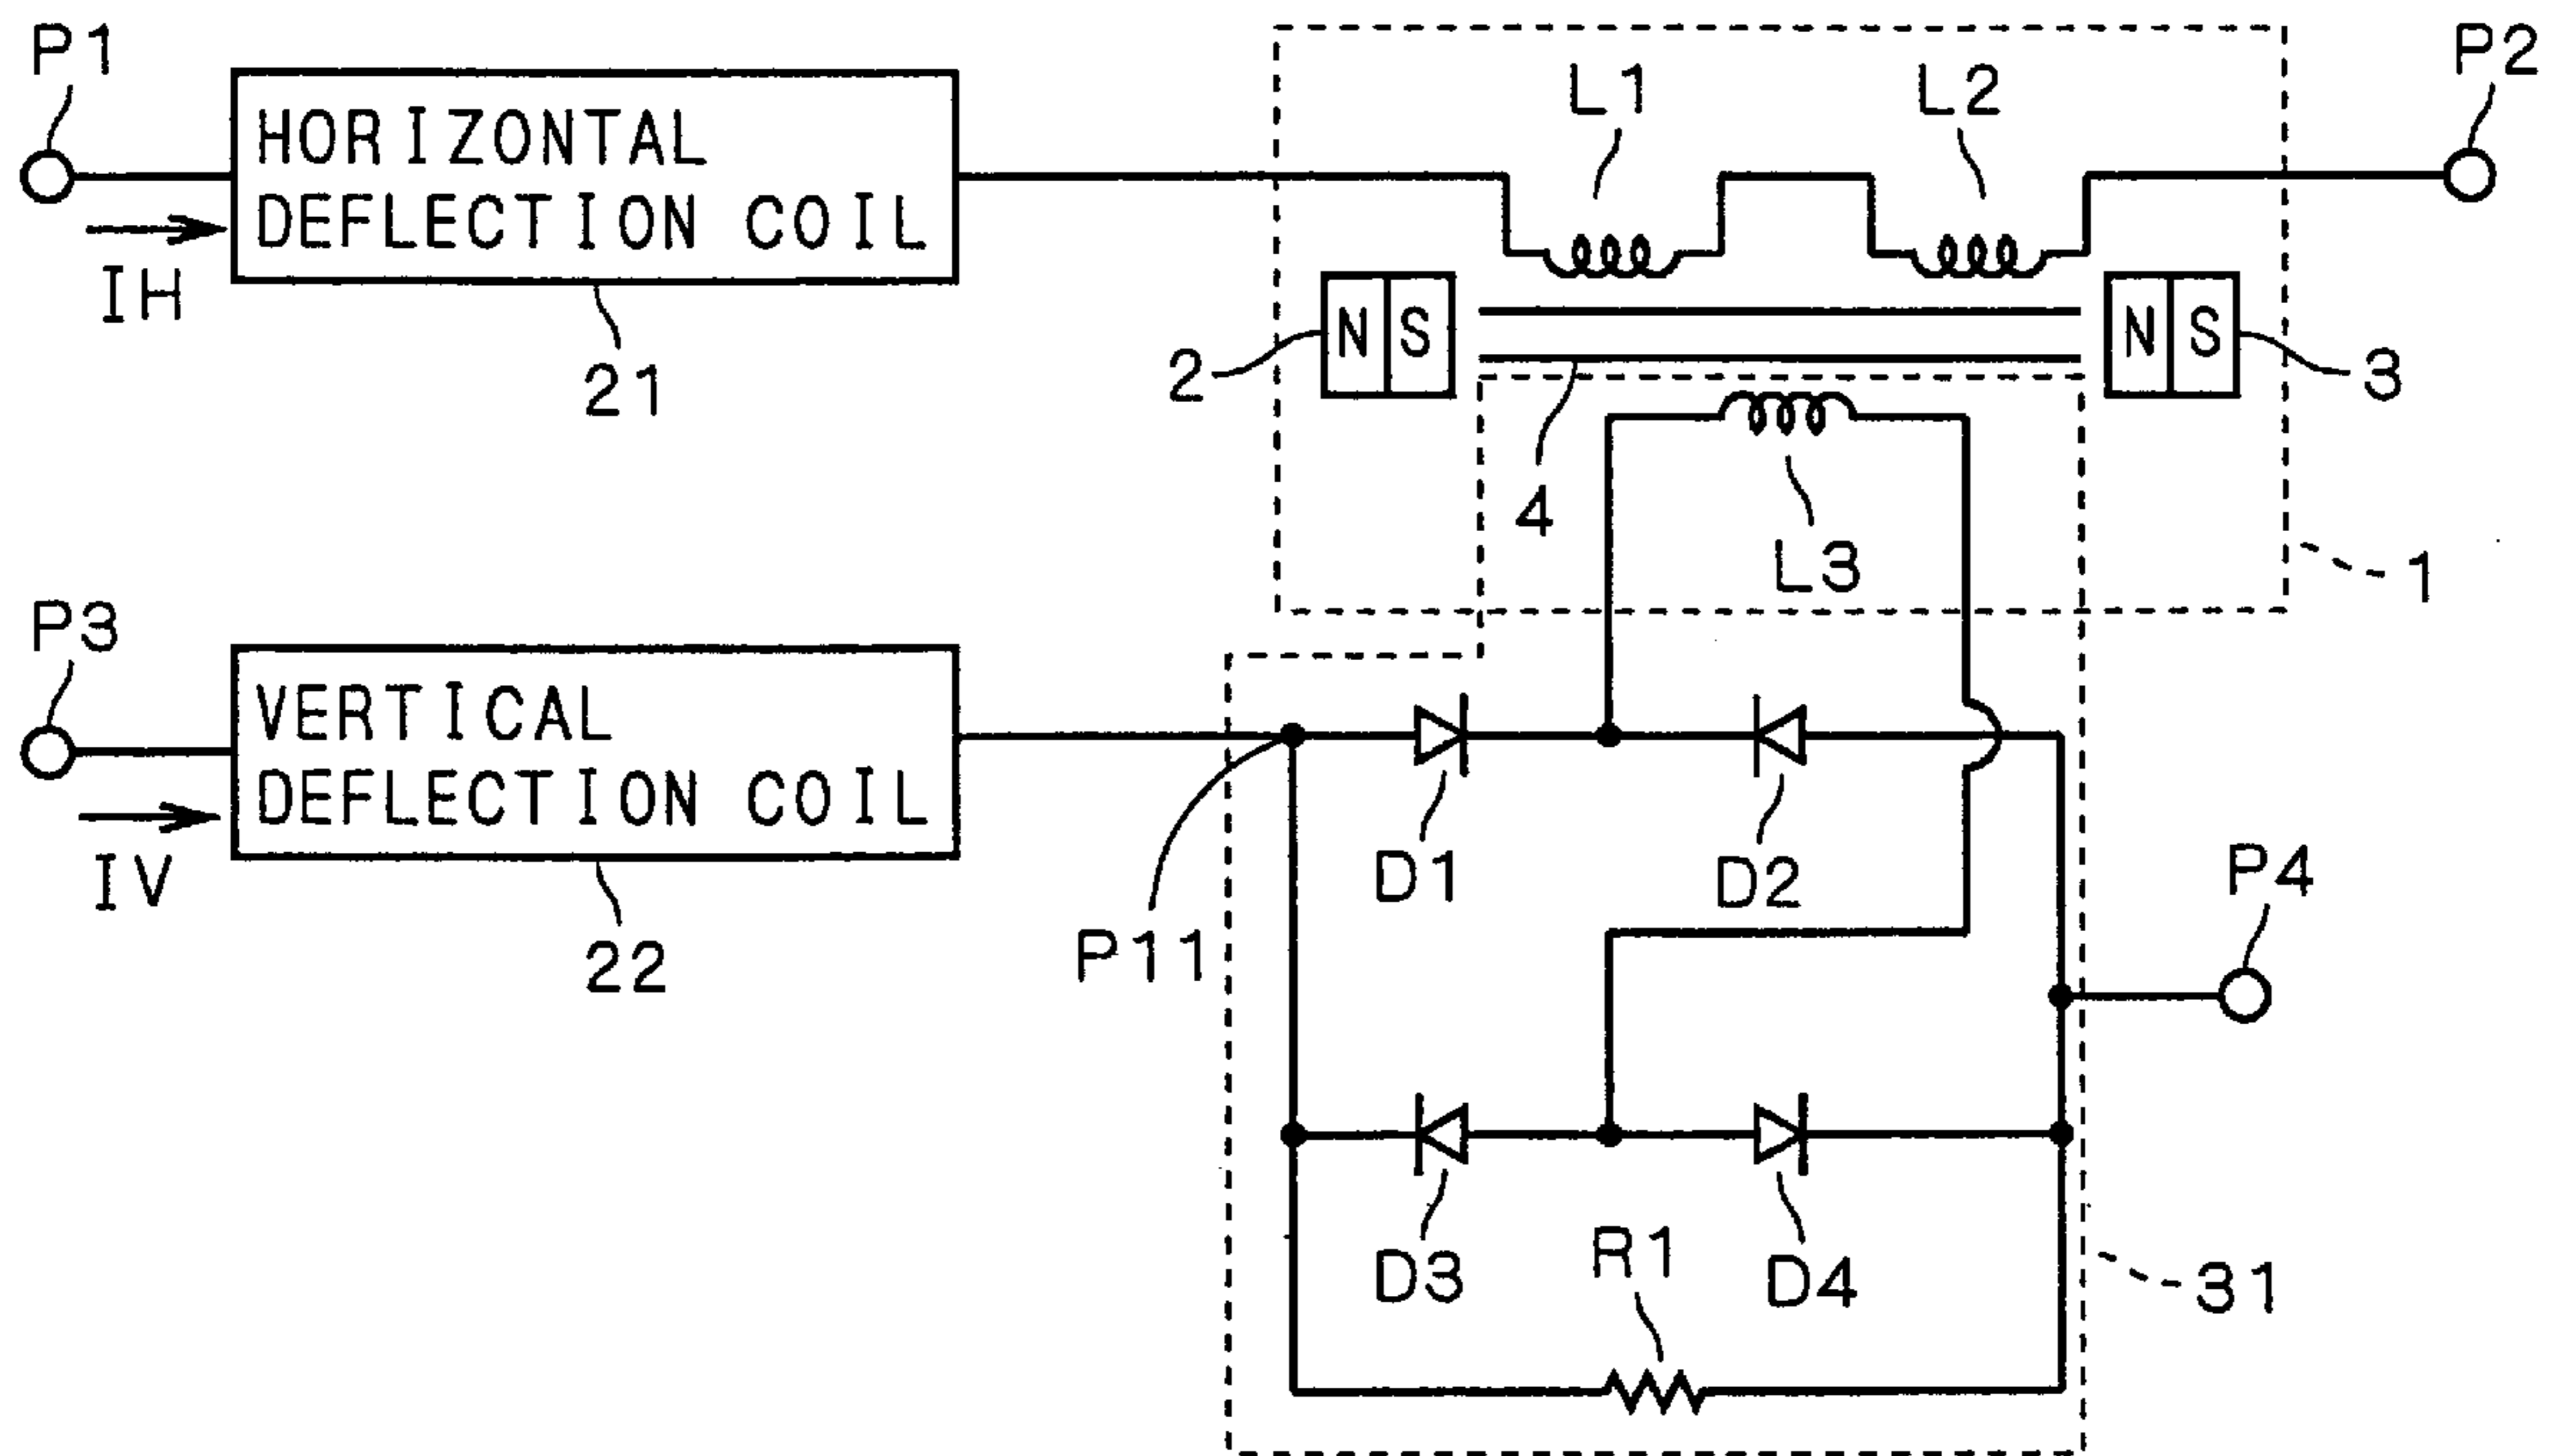 P1
HORIZONTAL
DEFLECTION COIL
IH
21
L1
L2
P2
N S
N S
2
3
4
L3
1
P3
VERTICAL
DEFLECTION COIL
IV
22
P11
D1
D2
P4
D3
R1
D4
31